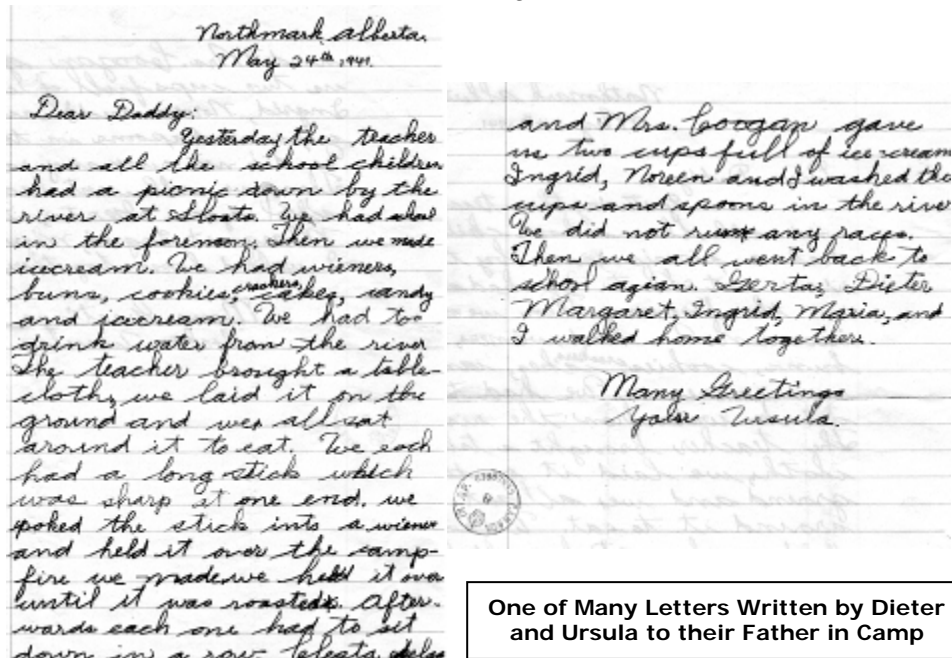 Northmark, Alberta.
May 24th, 1941.
Dear Daddy:
Yesterday the teacher
and all the school children
had a picnic down by the
river at Sloats. We had
in the forenoon. Then we made
icecream. We had wieners,
buns, cookies, crackers, cakes, candy
and icecream. We had to
drink water from the river
The teacher brought a table-
cloth, we laid it on the
ground and we all sat
around it to eat. We each
had a long stick which
was sharp at one end. we
poked the stick into a wiener
and held it over the camp-
fire we made, we held it over
until it was roasted. After-
wards each one had to sit
down in a row
and Mrs. Coogan gave
us two cups full of ice-cream
Ingrid, Noreen and I washed the
cups and spoons in the river
We did not run any races.
Then we all went back to
school agian. Gerta, Dieter
Margaret, Ingrid, Maria, and
I walked home together.
Many Greetings
Your Ursula.
One of Many Letters Written by Dieter
and Ursula to their Father in Camp